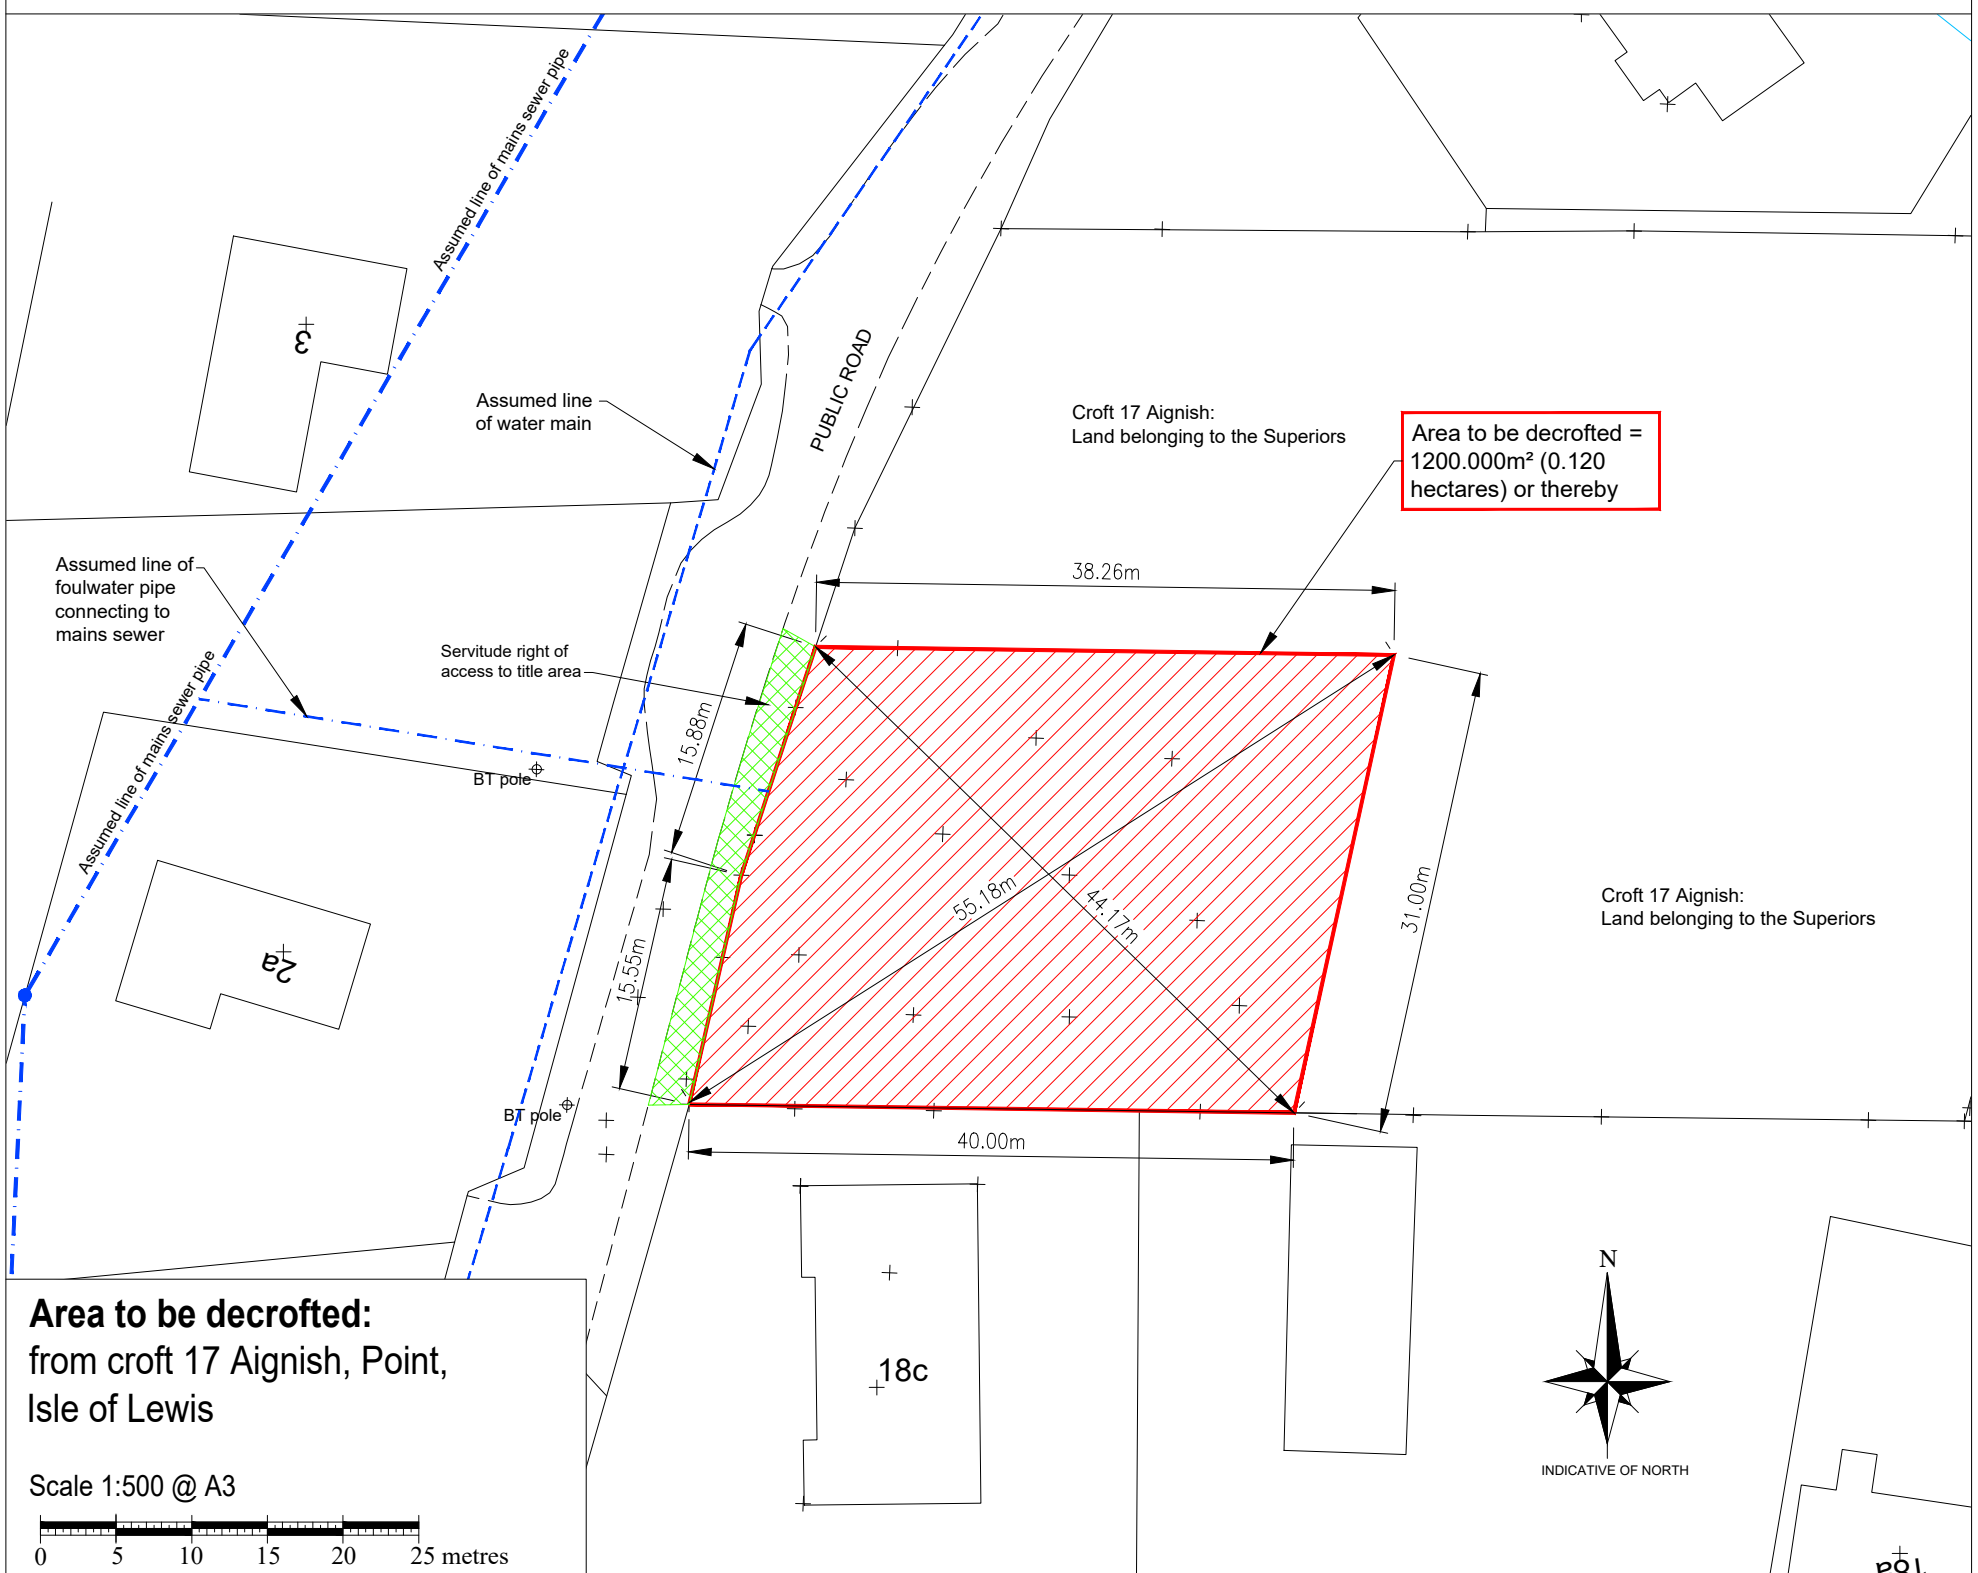 Assumed line of mains sewer pipe
3
Assumed line
of water main
PUBLIC ROAD
Croft 17 Aignish:
Land belonging to the Superiors
Area to be decrofted =
1200.000m² (0.120
hectares) or thereby
Assumed line of
foulwater pipe
connecting to
mains sewer
38.26m
Servitude right of
access to title area
Assumed line of mains sewer pipe
15.88m
BT pole
55.18m
44.17m
31.00m
Croft 17 Aignish:
Land belonging to the Superiors
2a
15.55m
BT pole
40.00m
18c
N
INDICATIVE OF NORTH
18a
Area to be decrofted:
from croft 17 Aignish, Point,
Isle of Lewis
Scale 1:500 @ A3
0 5 10 15 20 25 metres